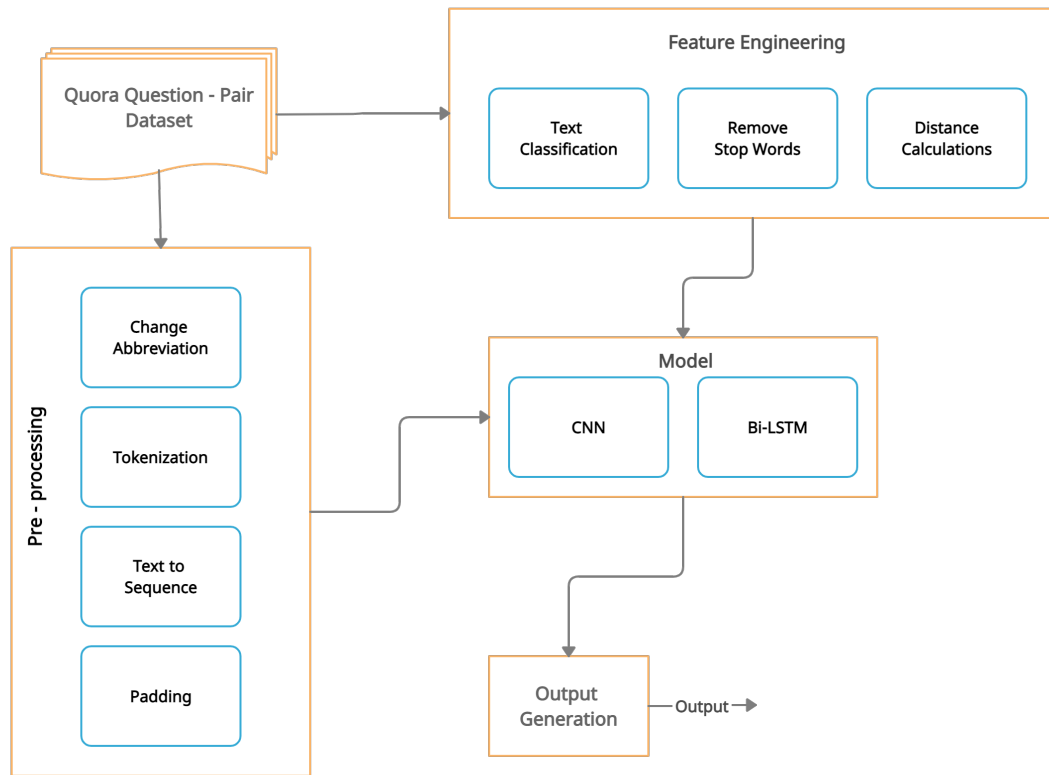 Quora Question - Pair
Dataset
Feature Engineering
Text
Classification
Remove
Stop Words
Distance
Calculations
Pre - processing
Change
Abbreviation
Tokenization
Text to
Sequence
Padding
Model
CNN
Bi-LSTM
Output
Generation
Output